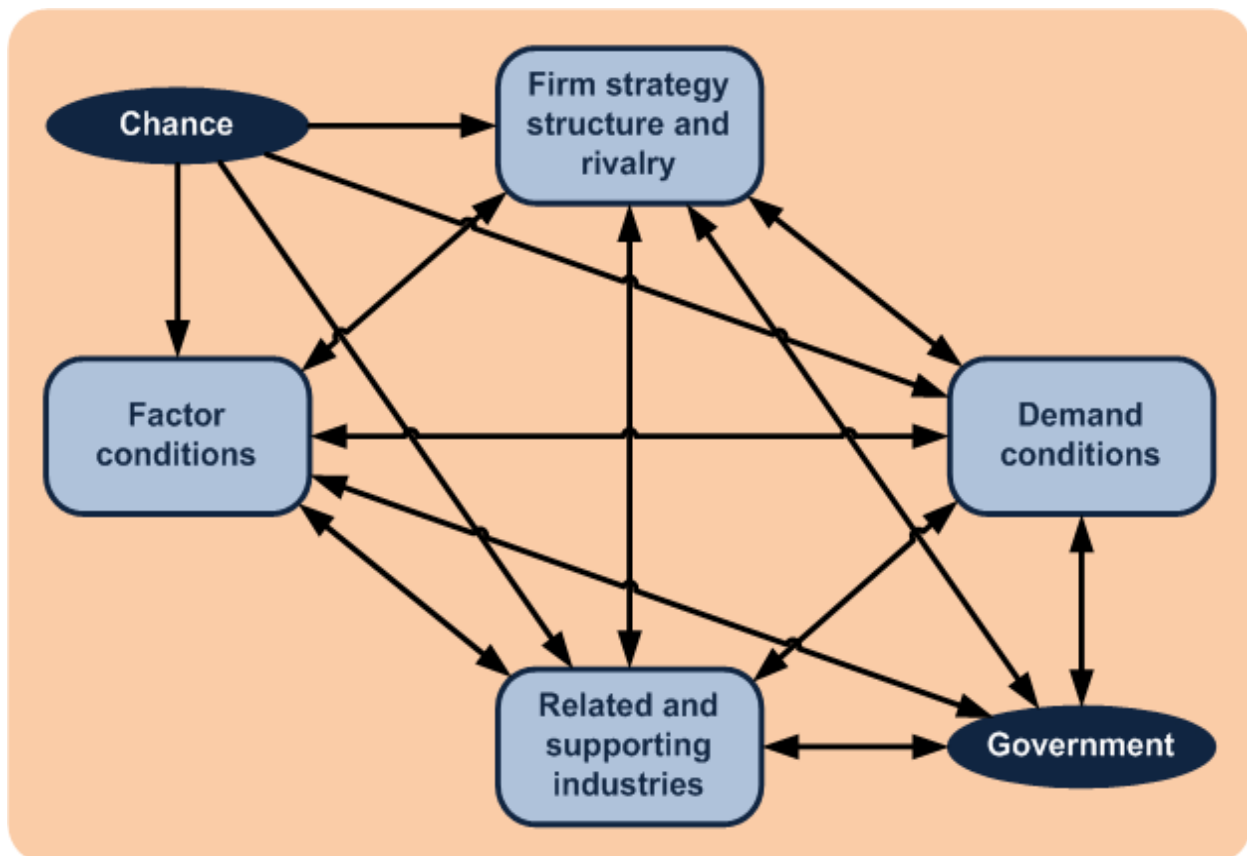 Chance
Firm strategy
structure and
rivalry
Factor
conditions
Demand
conditions
Related and
supporting
industries
Government